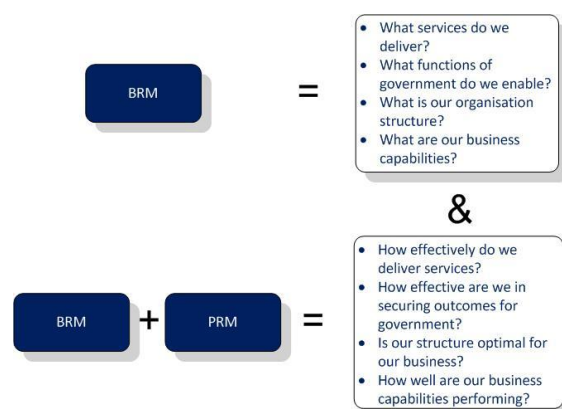 BRM
=
• What services do we
deliver?
• What functions of
government do we enable?
• What is our organisation
structure?
• What are our business
capabilities?
&
BRM
+
PRM
=
• How effectively do we
deliver services?
• How effective are we in
securing outcomes for
government?
• Is our structure optimal for
our business?
• How well are our business
capabilities performing?